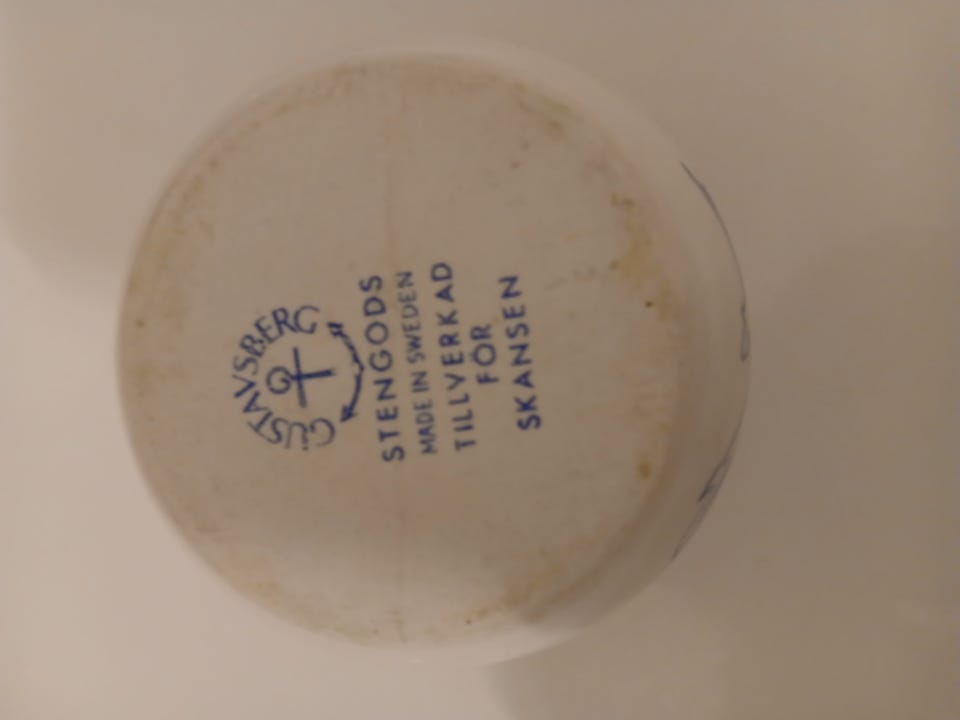 GUSTAVSBERG
STENGODS
MADE IN SWEDEN
TILLVERKAD
FÖR
SKANSEN